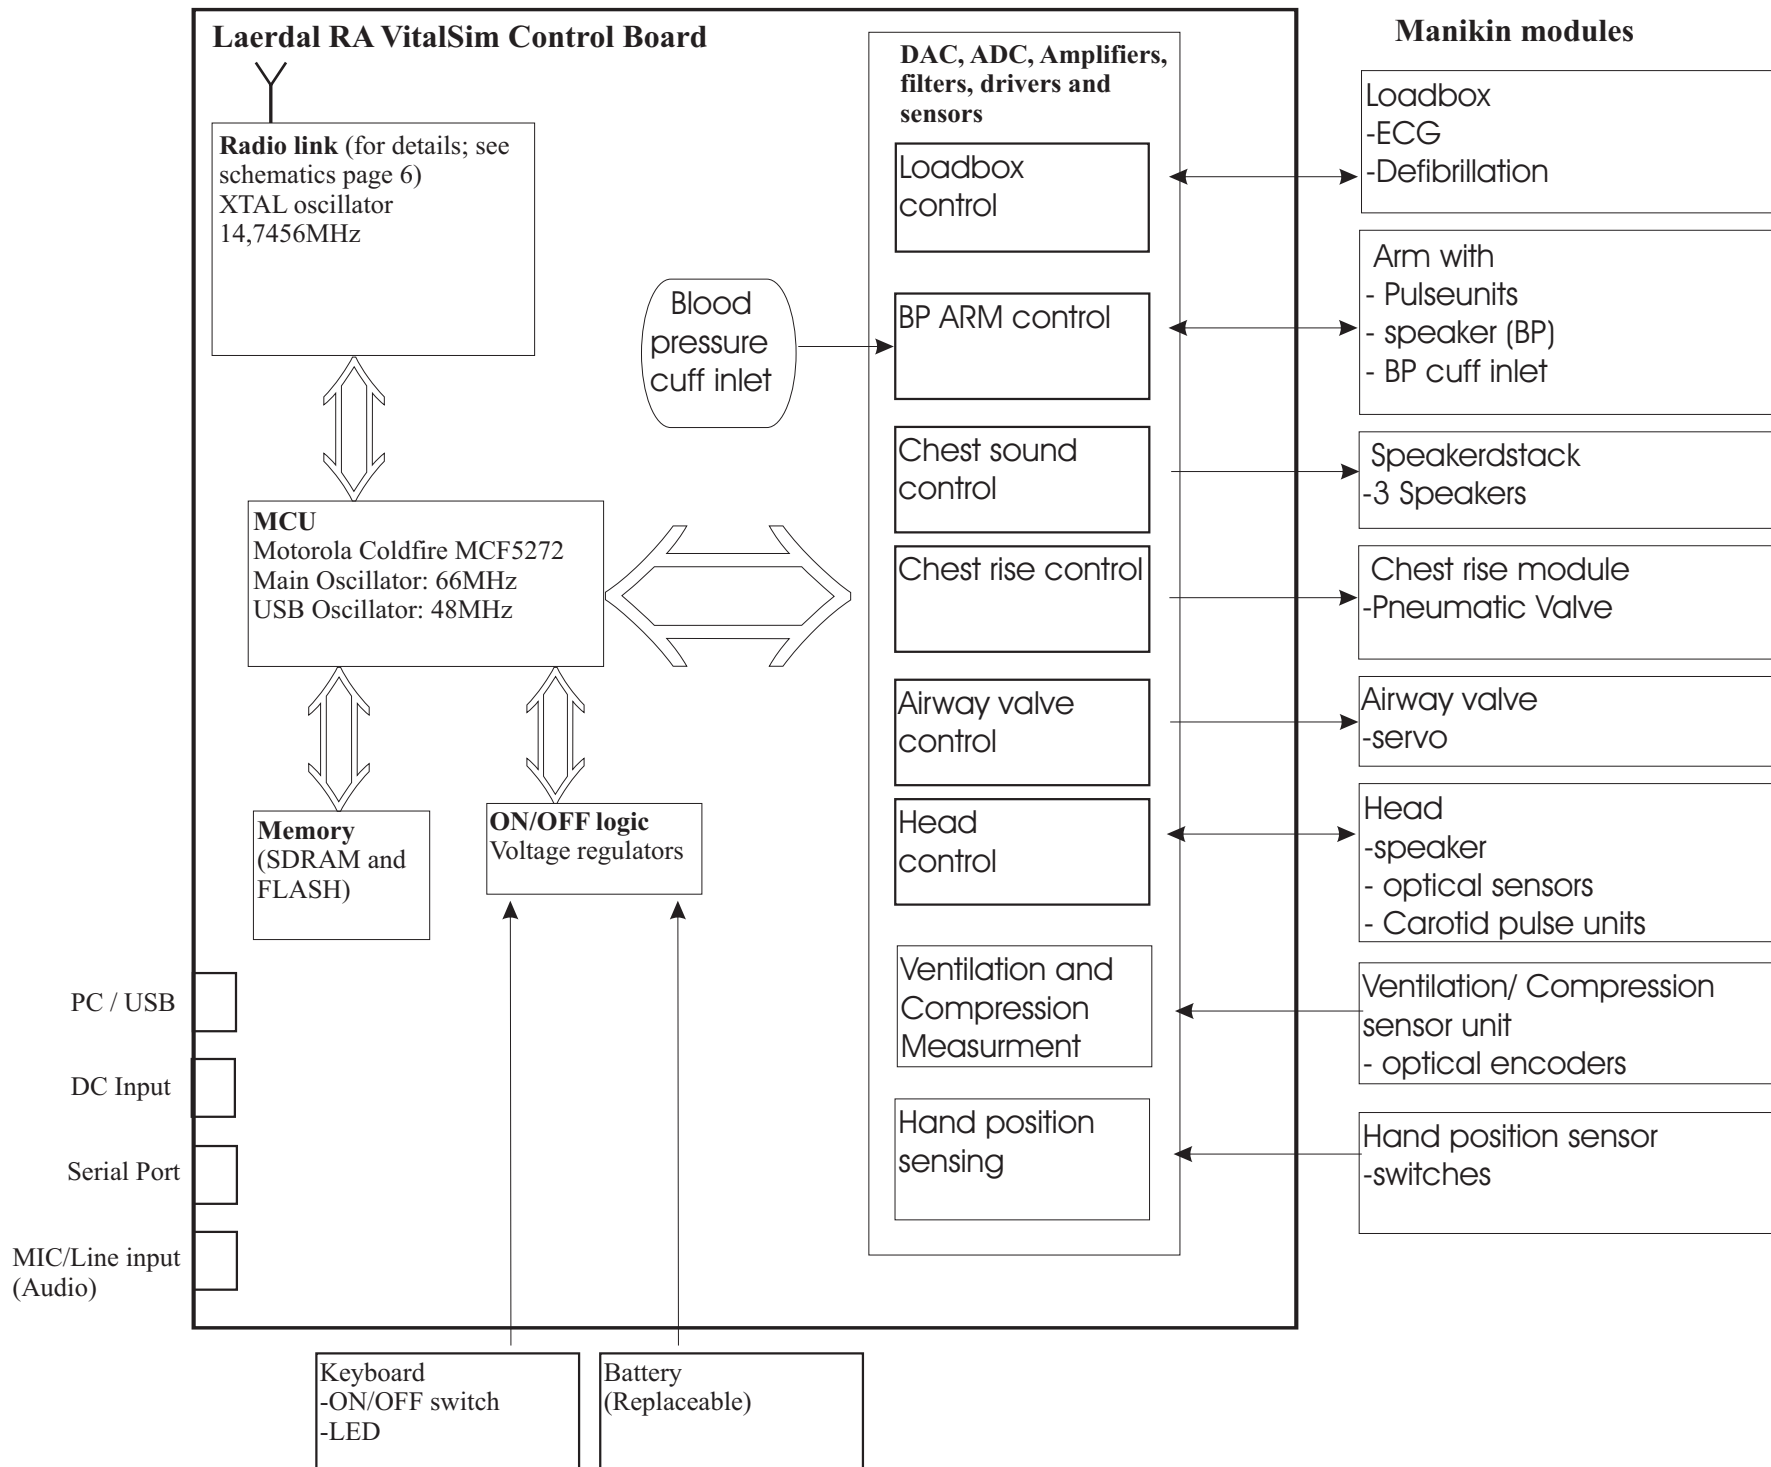 Laerdal RA VitalSim Control Board
Radio link (for details; see
schematics page 6)
XTAL oscillator
14,7456MHz
MCU
Motorola Coldfire MCF5272
Main Oscillator: 66MHz
USB Oscillator: 48MHz
Memory
(SDRAM and
FLASH)
ON/OFF logic
Voltage regulators
Blood
pressure
cuff inlet
PC / USB
DC Input
Serial Port
MIC/Line input
(Audio)
Keyboard
-ON/OFF switch
-LED
Battery
(Replaceable)
DAC, ADC, Amplifiers,
filters, drivers and
sensors
Loadbox
control
BP ARM control
Chest sound
control
Chest rise control
Airway valve
control
Head
control
Ventilation and
Compression
Measurment
Hand position
sensing
Manikin modules
Loadbox
-ECG
-Defibrillation
Arm with
- Pulseunits
- speaker (BP)
- BP cuff inlet
Speakerdstack
-3 Speakers
Chest rise module
-Pneumatic Valve
Airway valve
-servo
Head
-speaker
- optical sensors
- Carotid pulse units
Ventilation/ Compression
sensor unit
- optical encoders
Hand position sensor
-switches